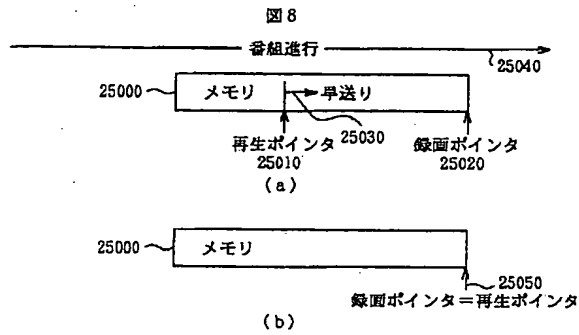 図8
番組進行
25040
25000
メモリ
早送り
25030
再生ポインタ
25010
録画ポインタ
25020
(a)
25000
メモリ
25050
録画ポインタ=再生ポインタ
(b)